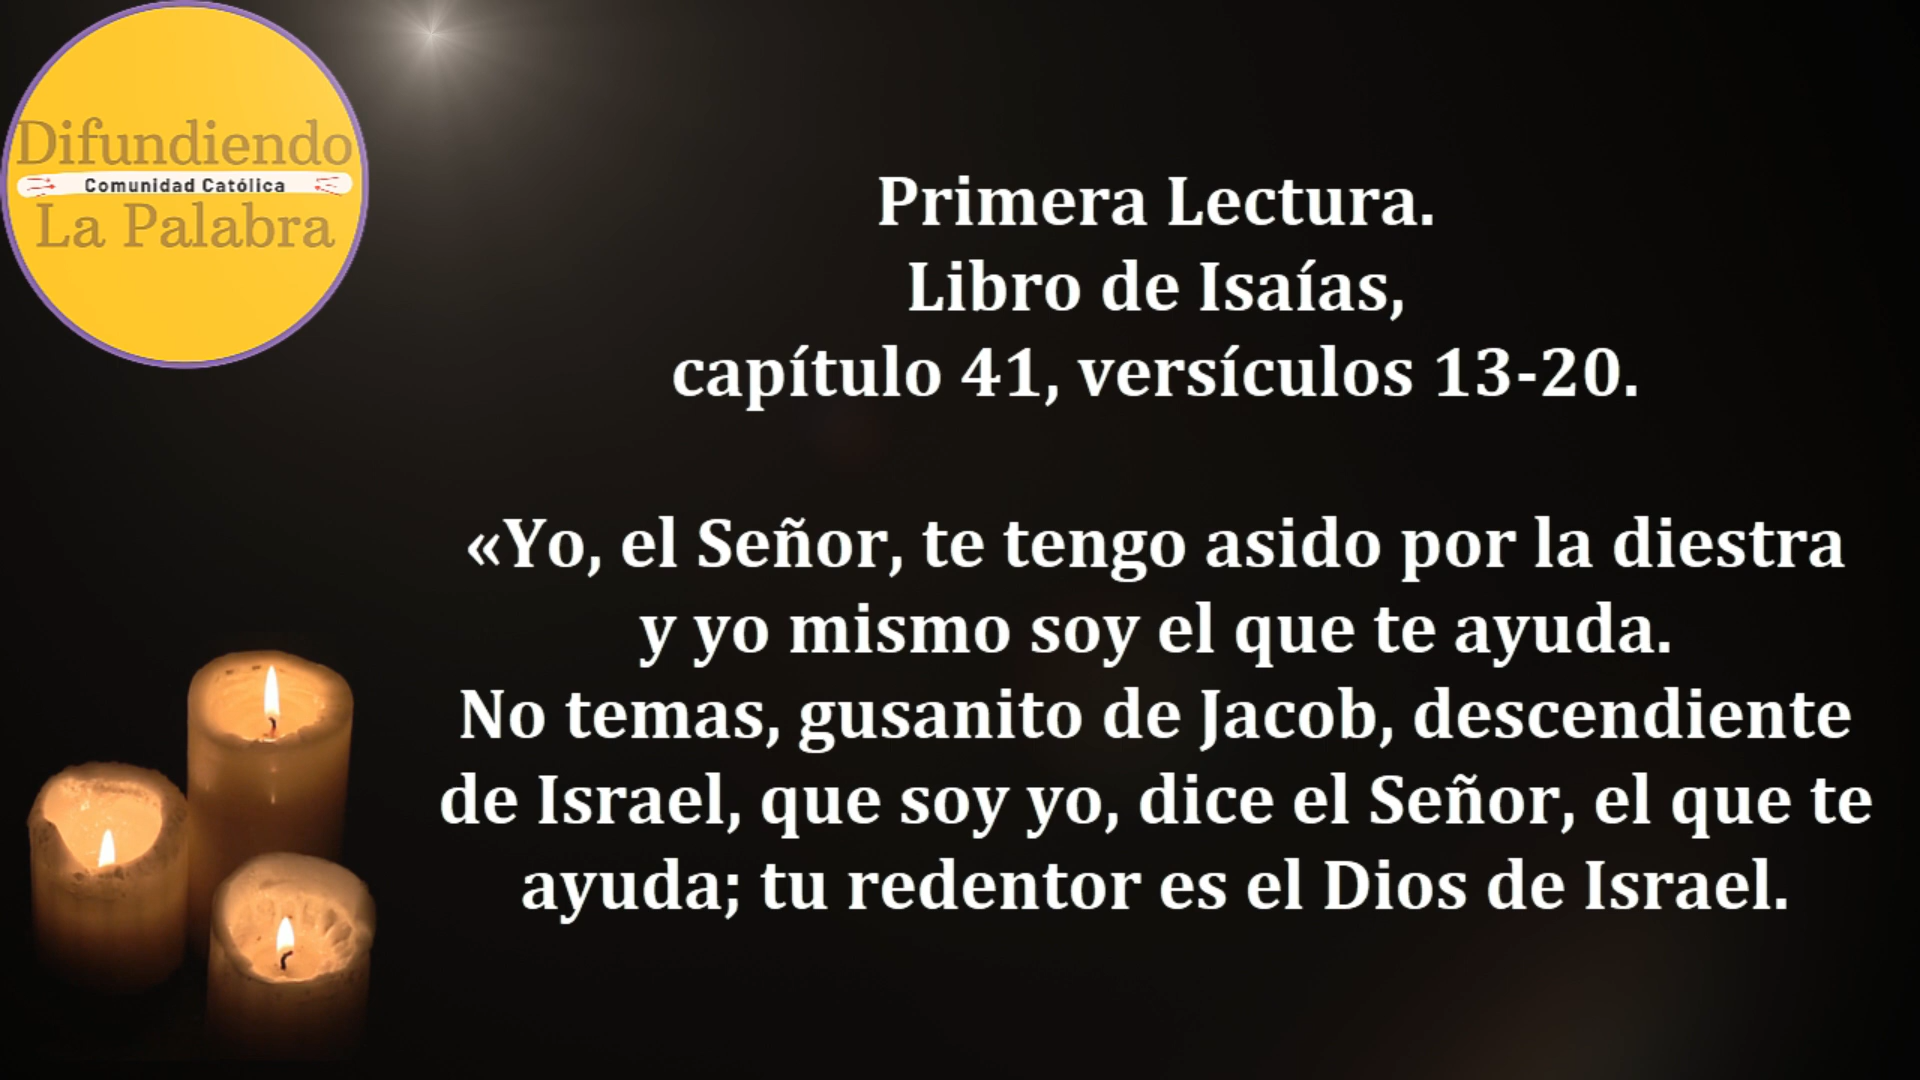 Difundiendo
Comunidad Católica
La Palabra
Primera Lectura.
Libro de Isaías,
capítulo 41, versículos 13-20.
«Yo, el Señor, te tengo asido por la diestra
y yo mismo soy el que te ayuda.
No temas, gusanito de Jacob, descendiente
de Israel, que soy yo, dice el Señor, el que te
ayuda; tu redentor es el Dios de Israel.